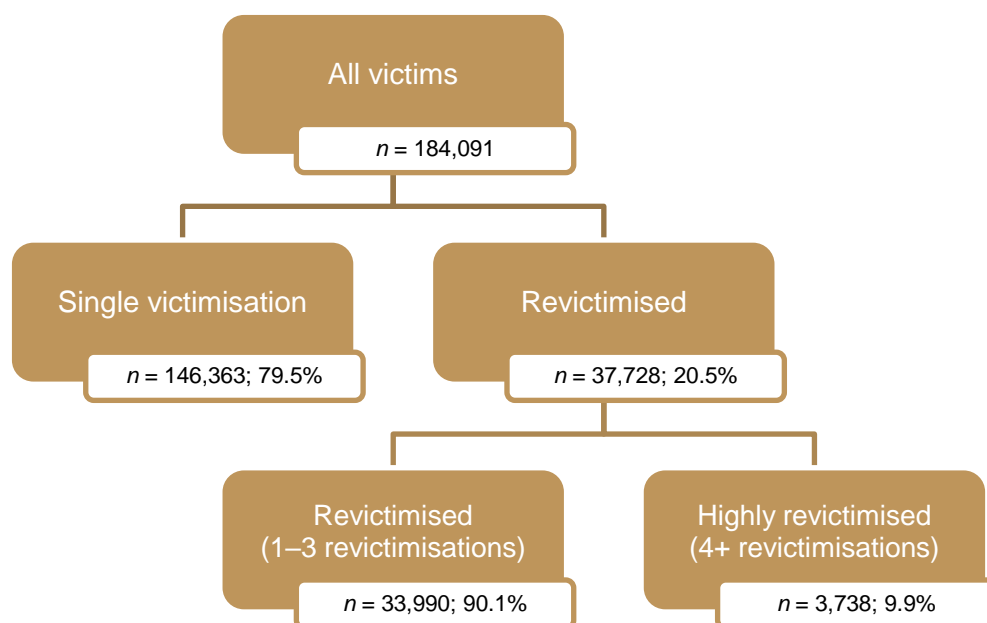 All victims
n = 184,091
Single victimisation
n = 146,363; 79.5%
Revictimised
n = 37,728; 20.5%
Revictimised
(1–3 revictimisations)
n = 33,990; 90.1%
Highly revictimised
(4+ revictimisations)
n = 3,738; 9.9%